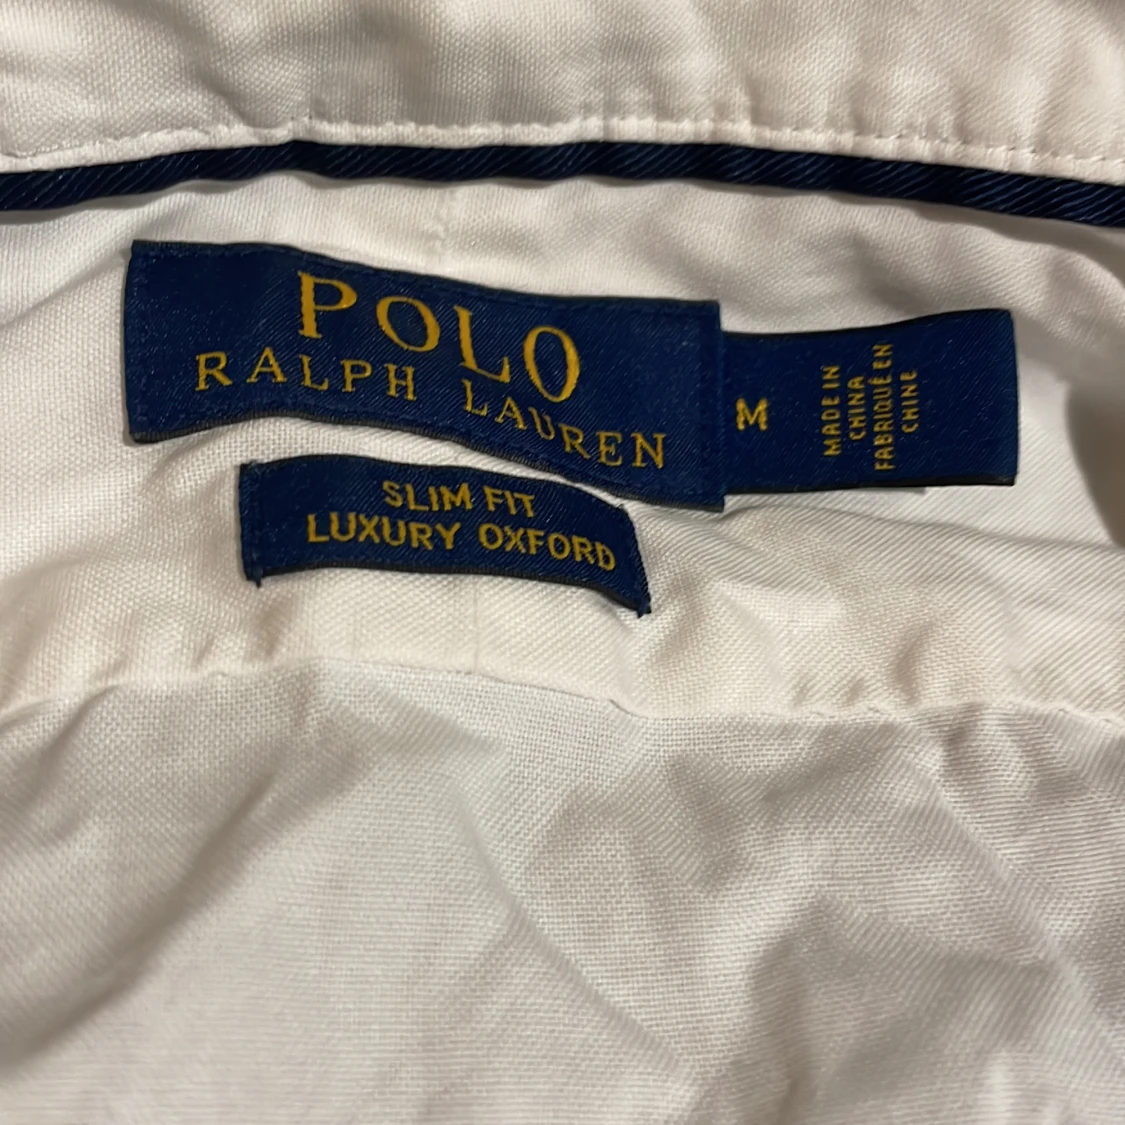 POLO
RALPH LAUREN
M
MADE IN
CHINA
FABRIQUÉ EN
CHINE
SLIM FIT
LUXURY OXFORD